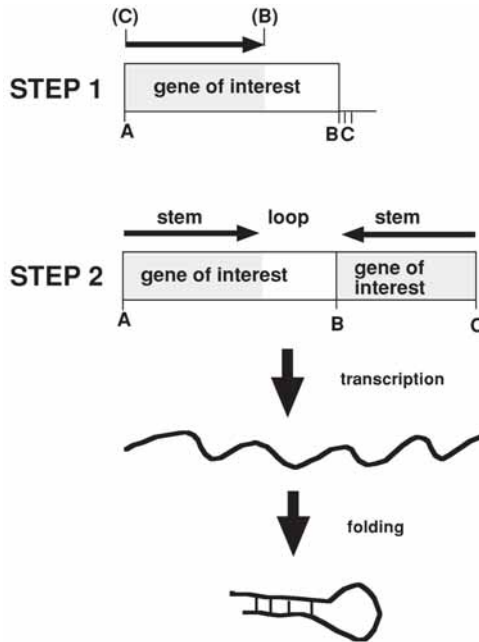 (C) (B)
STEP 1
gene of interest
A B C
stem loop stem
STEP 2
gene of interest
gene of
interest
A B C
transcription
folding